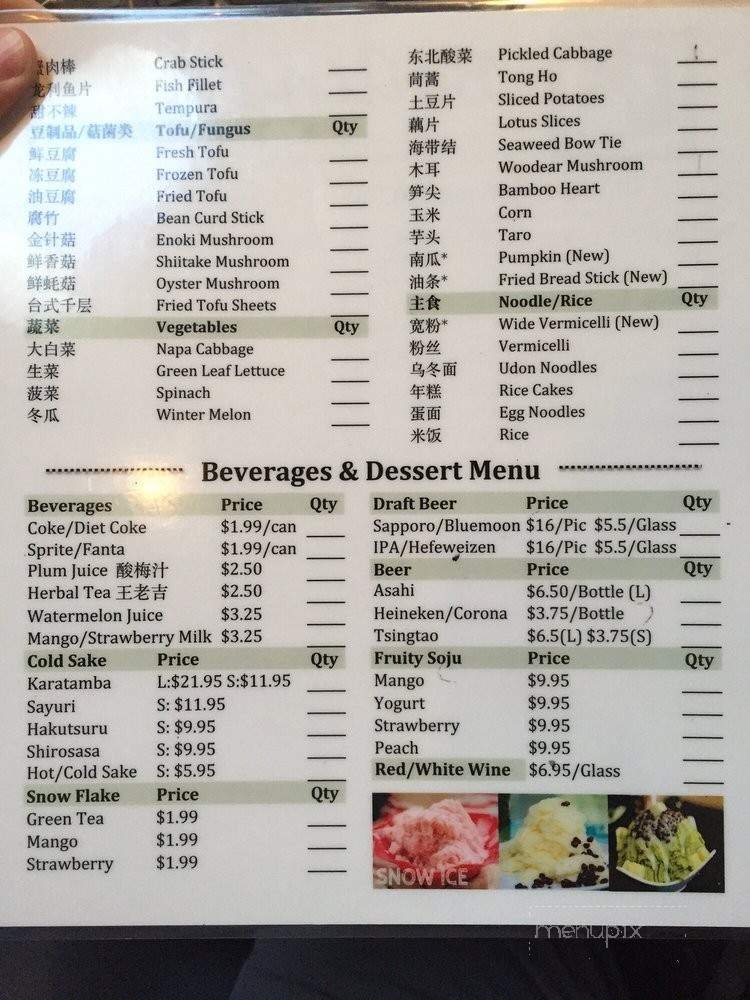 蟹肉棒 Crab Stick
龙利鱼片 Fish Fillet
甜不辣 Tempura
豆制品/菇菌类 Tofu/Fungus Qty
鲜豆腐 Fresh Tofu
冻豆腐 Frozen Tofu
油豆腐 Fried Tofu
腐竹 Bean Curd Stick
金针菇 Enoki Mushroom
鲜香菇 Shiitake Mushroom
鲜蚝菇 Oyster Mushroom
台式千层 Fried Tofu Sheets
蔬菜 Vegetables Qty
大白菜 Napa Cabbage
生菜 Green Leaf Lettuce
菠菜 Spinach
冬瓜 Winter Melon
东北酸菜 Pickled Cabbage
茼蒿 Tong Ho
土豆片 Sliced Potatoes
藕片 Lotus Slices
海带结 Seaweed Bow Tie
木耳 Woodear Mushroom
笋尖 Bamboo Heart
玉米 Corn
芋头 Taro
南瓜* Pumpkin (New)
油条* Fried Bread Stick (New)
主食 Noodle/Rice Qty
宽粉* Wide Vermicelli (New)
粉丝 Vermicelli
乌冬面 Udon Noodles
年糕 Rice Cakes
蛋面 Egg Noodles
米饭 Rice
Beverages & Dessert Menu
Beverages Price Qty
Coke/Diet Coke $1.99/can
Sprite/Fanta $1.99/can
Plum Juice 酸梅汁 $2.50
Herbal Tea 王老吉 $2.50
Watermelon Juice $3.25
Mango/Strawberry Milk $3.25
Cold Sake Price Qty
Karatamba L:$21.95 S:$11.95
Sayuri S: $11.95
Hakutsuru S: $9.95
Shirosasa S: $9.95
Hot/Cold Sake S: $5.95
Snow Flake Price Qty
Green Tea $1.99
Mango $1.99
Strawberry $1.99
Draft Beer Price Qty
Sapporo/Bluemoon $16/Pic $5.5/Glass
IPA/Hefeweizen $16/Pic $5.5/Glass
Beer Price Qty
Asahi $6.50/Bottle (L)
Heineken/Corona $3.75/Bottle
Tsingtao $6.5(L) $3.75(S)
Fruity Soju Price Qty
Mango $9.95
Yogurt $9.95
Strawberry $9.95
Peach $9.95
Red/White Wine $6.95/Glass
SNOW ICE
menupix